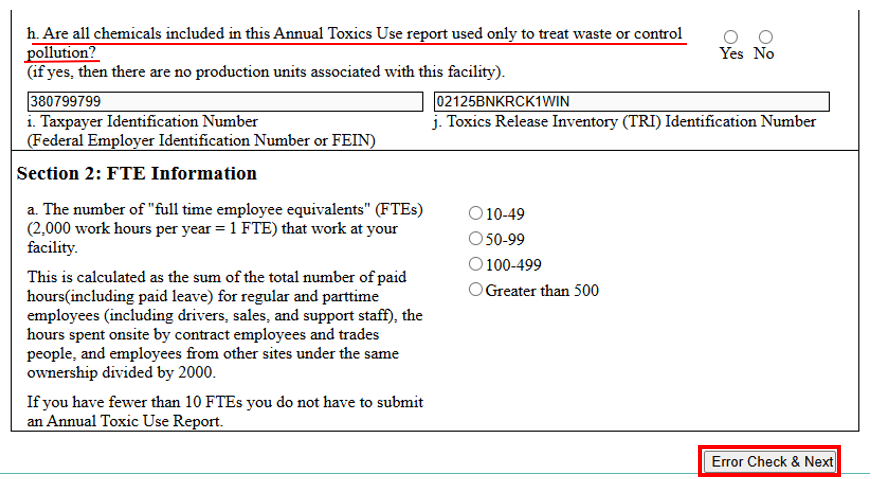 h. Are all chemicals included in this Annual Toxics Use report used only to treat waste or control
pollution?
(if yes, then there are no production units associated with this facility).
Yes No
380799799
02125BNKRCK1WIN
i. Taxpayer Identification Number
(Federal Employer Identification Number or FEIN)
j. Toxics Release Inventory (TRI) Identification Number
Section 2: FTE Information
a. The number of "full time employee equivalents" (FTEs)
(2,000 work hours per year = 1 FTE) that work at your
facility.
This is calculated as the sum of the total number of paid
hours(including paid leave) for regular and parttime
employees (including drivers, sales, and support staff), the
hours spent onsite by contract employees and trades
people, and employees from other sites under the same
ownership divided by 2000.
If you have fewer than 10 FTEs you do not have to submit
an Annual Toxic Use Report.
10-49
50-99
100-499
Greater than 500
Error Check & Next